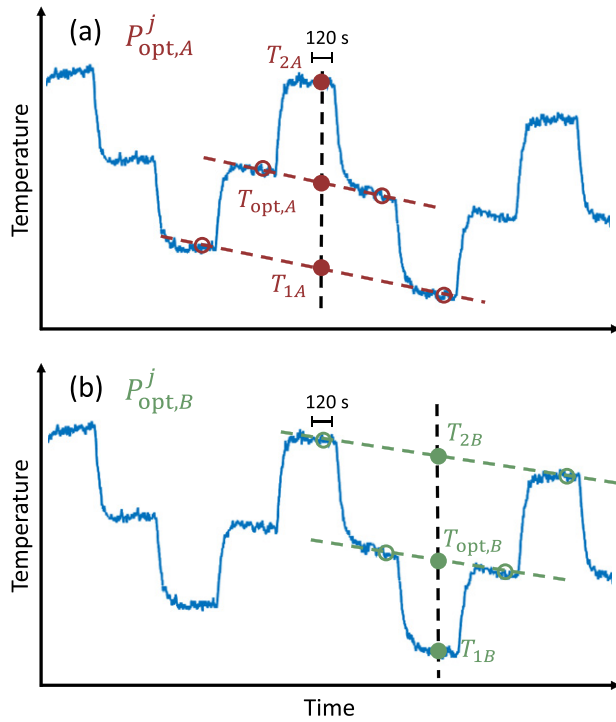 (a) P^j_opt,A
120 s
T_2A
T_opt,A
T_1A
Temperature
(b) P^j_opt,B
120 s
T_2B
T_opt,B
T_1B
Temperature
Time